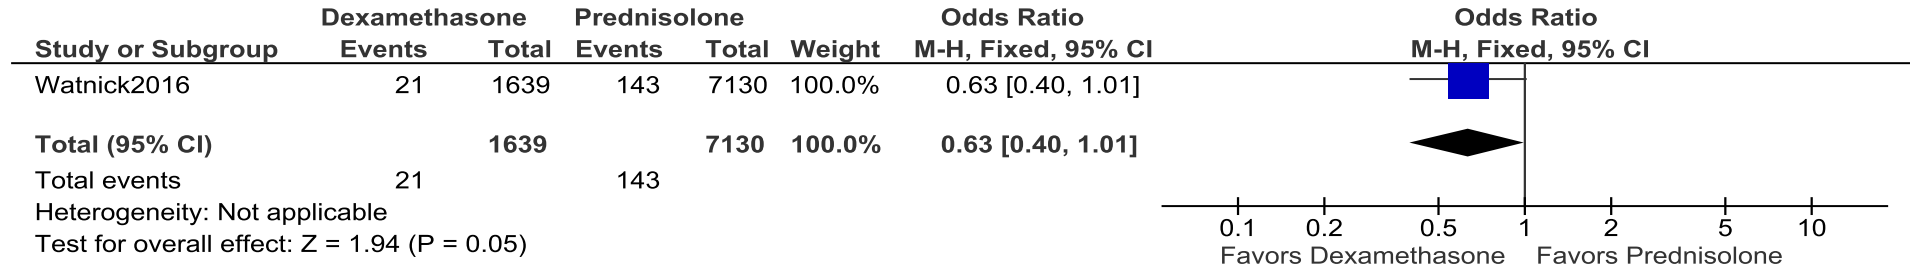 Dexamethasone Prednisolone Odds Ratio Odds Ratio
Study or Subgroup Events Total Events Total Weight M-H, Fixed, 95% CI M-H, Fixed, 95% CI
Watnick2016 21 1639 143 7130 100.0% 0.63 [0.40, 1.01]
Total (95% CI) 1639 7130 100.0% 0.63 [0.40, 1.01]
Total events 21 143
Heterogeneity: Not applicable
Test for overall effect: Z = 1.94 (P = 0.05)
0.1 0.2 0.5 1 2 5 10
Favors Dexamethasone Favors Prednisolone